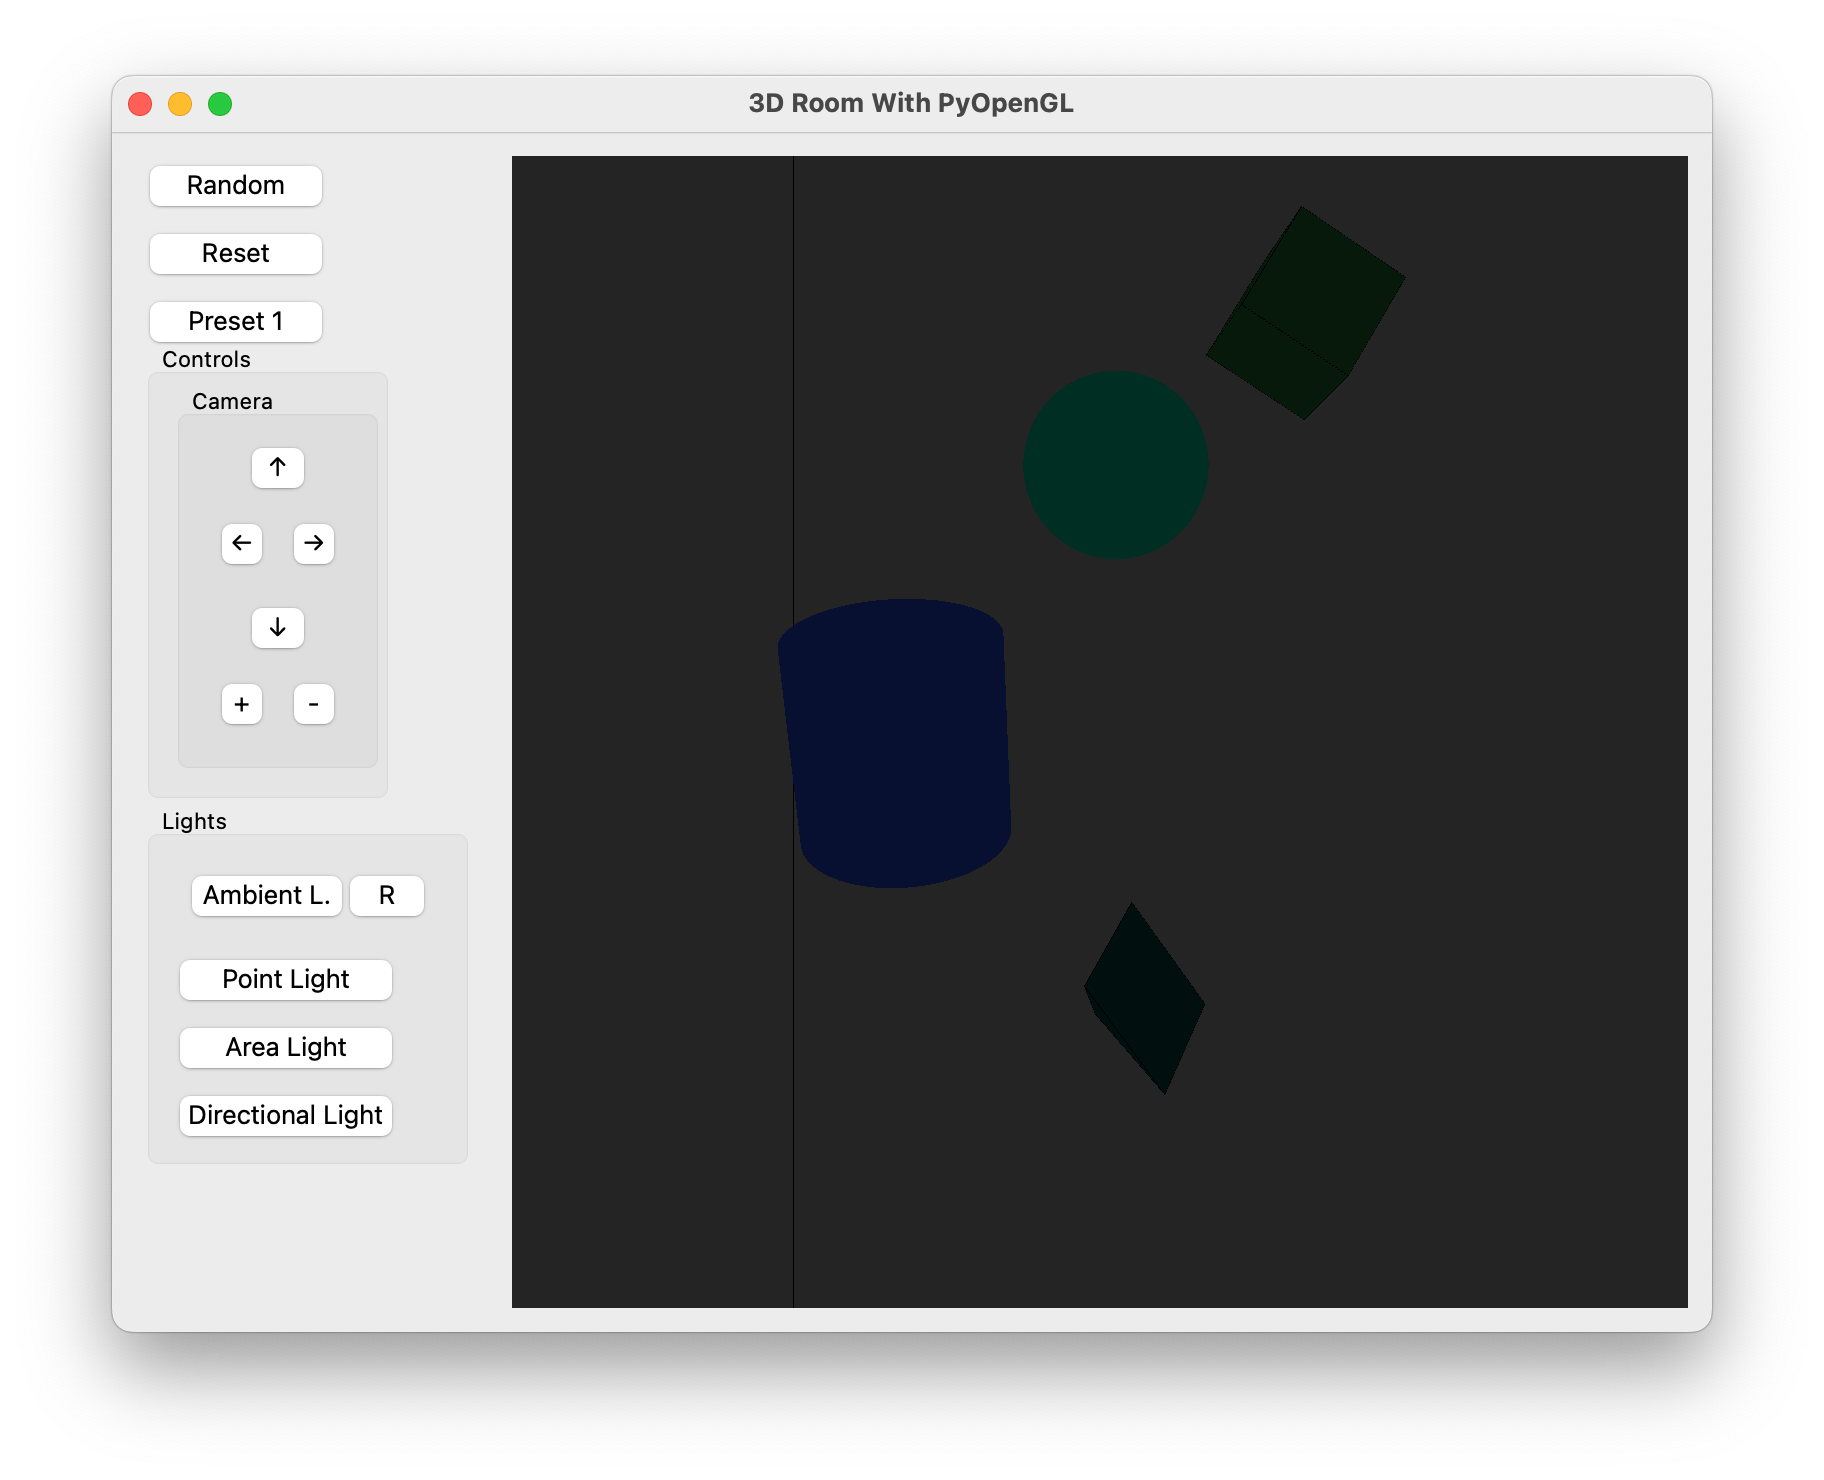 3D Room With PyOpenGL
Random
Reset
Preset 1
Controls
Camera
↑
← →
↓
+ -
Lights
Ambient L. R
Point Light
Area Light
Directional Light